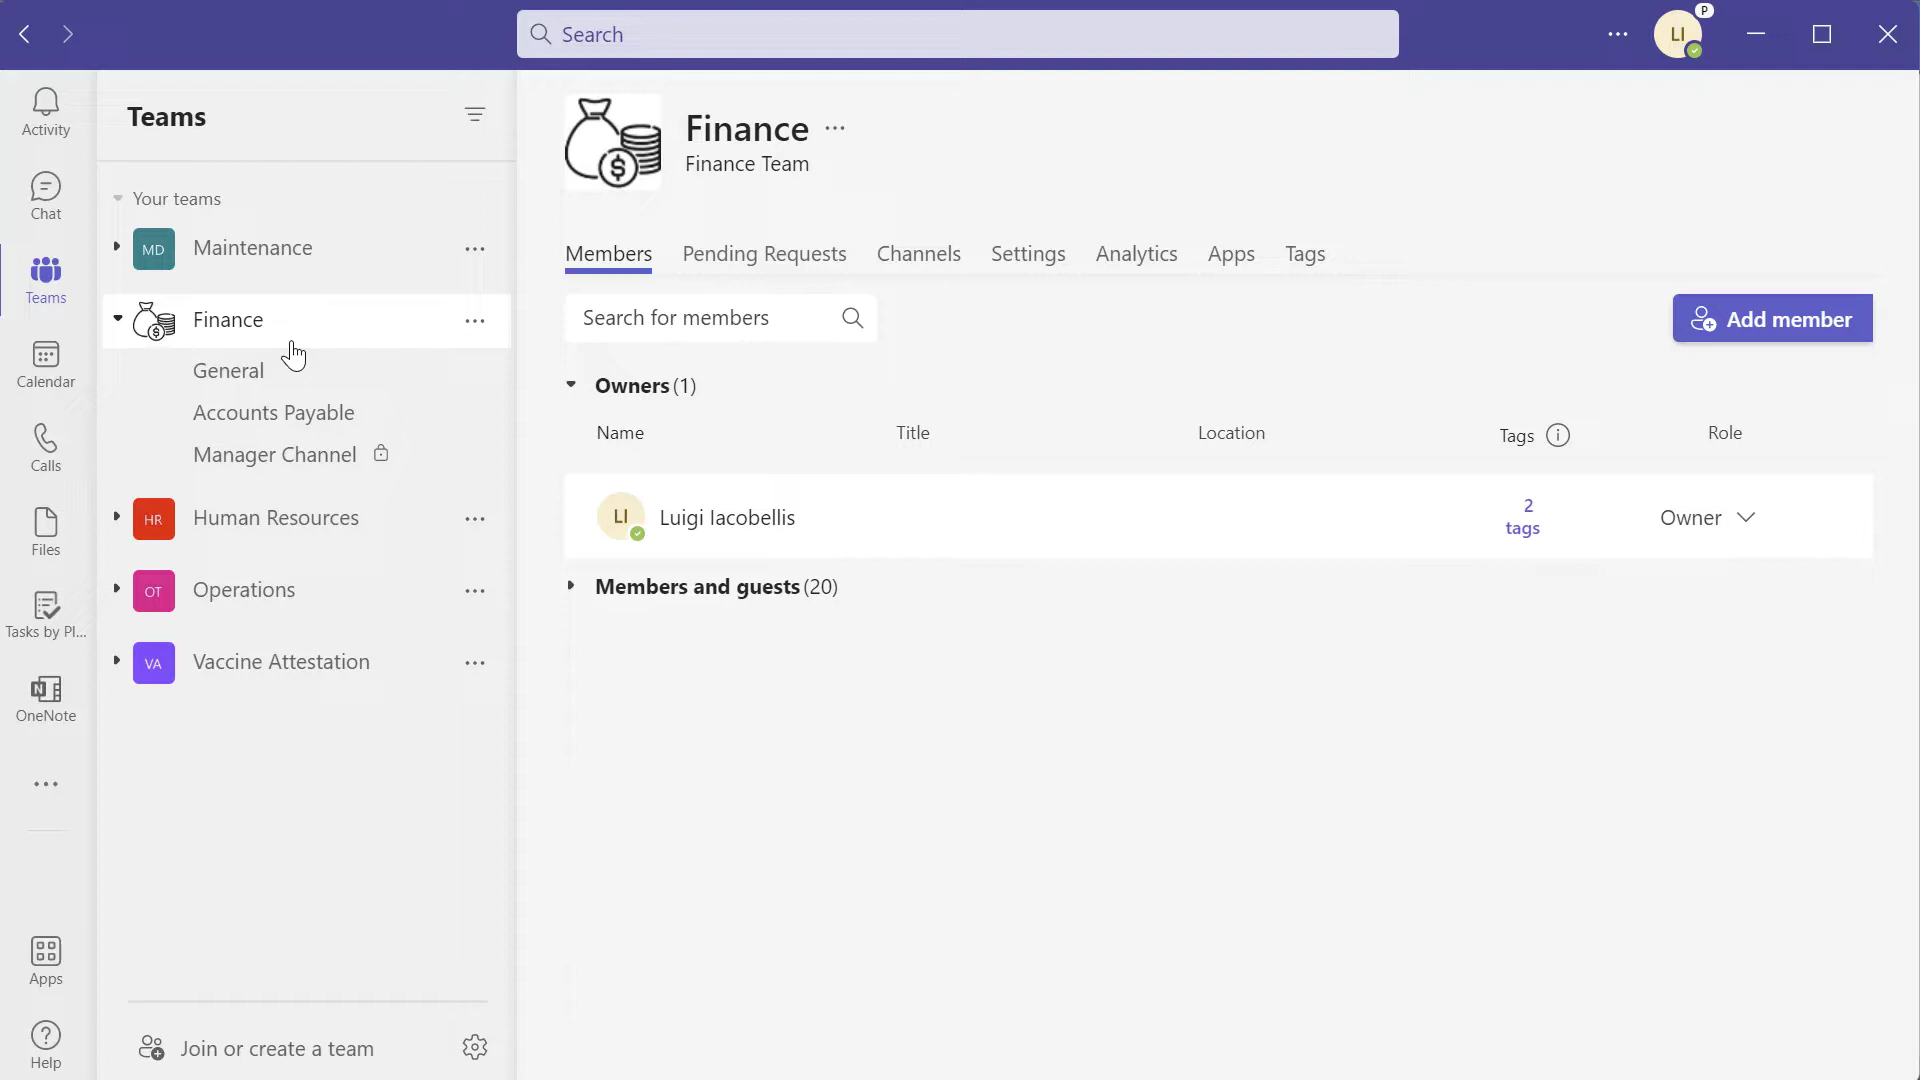 Search
LI
P
Activity
Chat
Teams
Calendar
Calls
Files
Tasks by Pl...
OneNote
Apps
Help
Teams
Your teams
MD Maintenance
Finance
General
Accounts Payable
Manager Channel
HR Human Resources
OT Operations
VA Vaccine Attestation
Join or create a team
Finance
Finance Team
Members Pending Requests Channels Settings Analytics Apps Tags
Search for members
Add member
Owners (1)
Name Title Location Tags Role
LI Luigi Iacobellis 2 tags Owner
Members and guests (20)